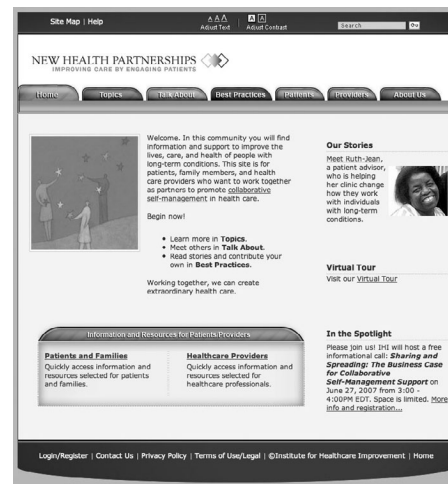 Site Map | Help
A A A
Adjust Text
A A
Adjust Contrast
Search
Go
NEW HEALTH PARTNERSHIPS
IMPROVING CARE BY ENGAGING PATIENTS
Home
Topics
Talk About
Best Practices
Patients
Providers
About Us
Welcome. In this community you will find
information and support to improve the
lives, care, and health of people with
long-term conditions. This site is for
patients, family members, and health
care providers who want to work together
as partners to promote collaborative
self-management in health care.
Begin now!
• Learn more in Topics.
• Meet others in Talk About.
• Read stories and contribute your
own in Best Practices.
Working together, we can create
extraordinary health care.
Our Stories
Meet Ruth-Jean,
a patient advisor,
who is helping
her clinic change
how they work
with individuals
with long-term
conditions.
Virtual Tour
Visit our Virtual Tour
Information and Resources for Patients/Providers
Patients and Families
Quickly access information and
resources selected for patients
and families.
Healthcare Providers
Quickly access information and
resources selected for
healthcare professionals.
In the Spotlight
Please join us! IHI will host a free
informational call: Sharing and
Spreading: The Business Case
for Collaborative
Self-Management Support on
June 27, 2007 from 3:00 -
4:00PM EDT. Space is limited. More
info and registration...
Login/Register | Contact Us | Privacy Policy | Terms of Use/Legal | ©Institute for Healthcare Improvement | Home